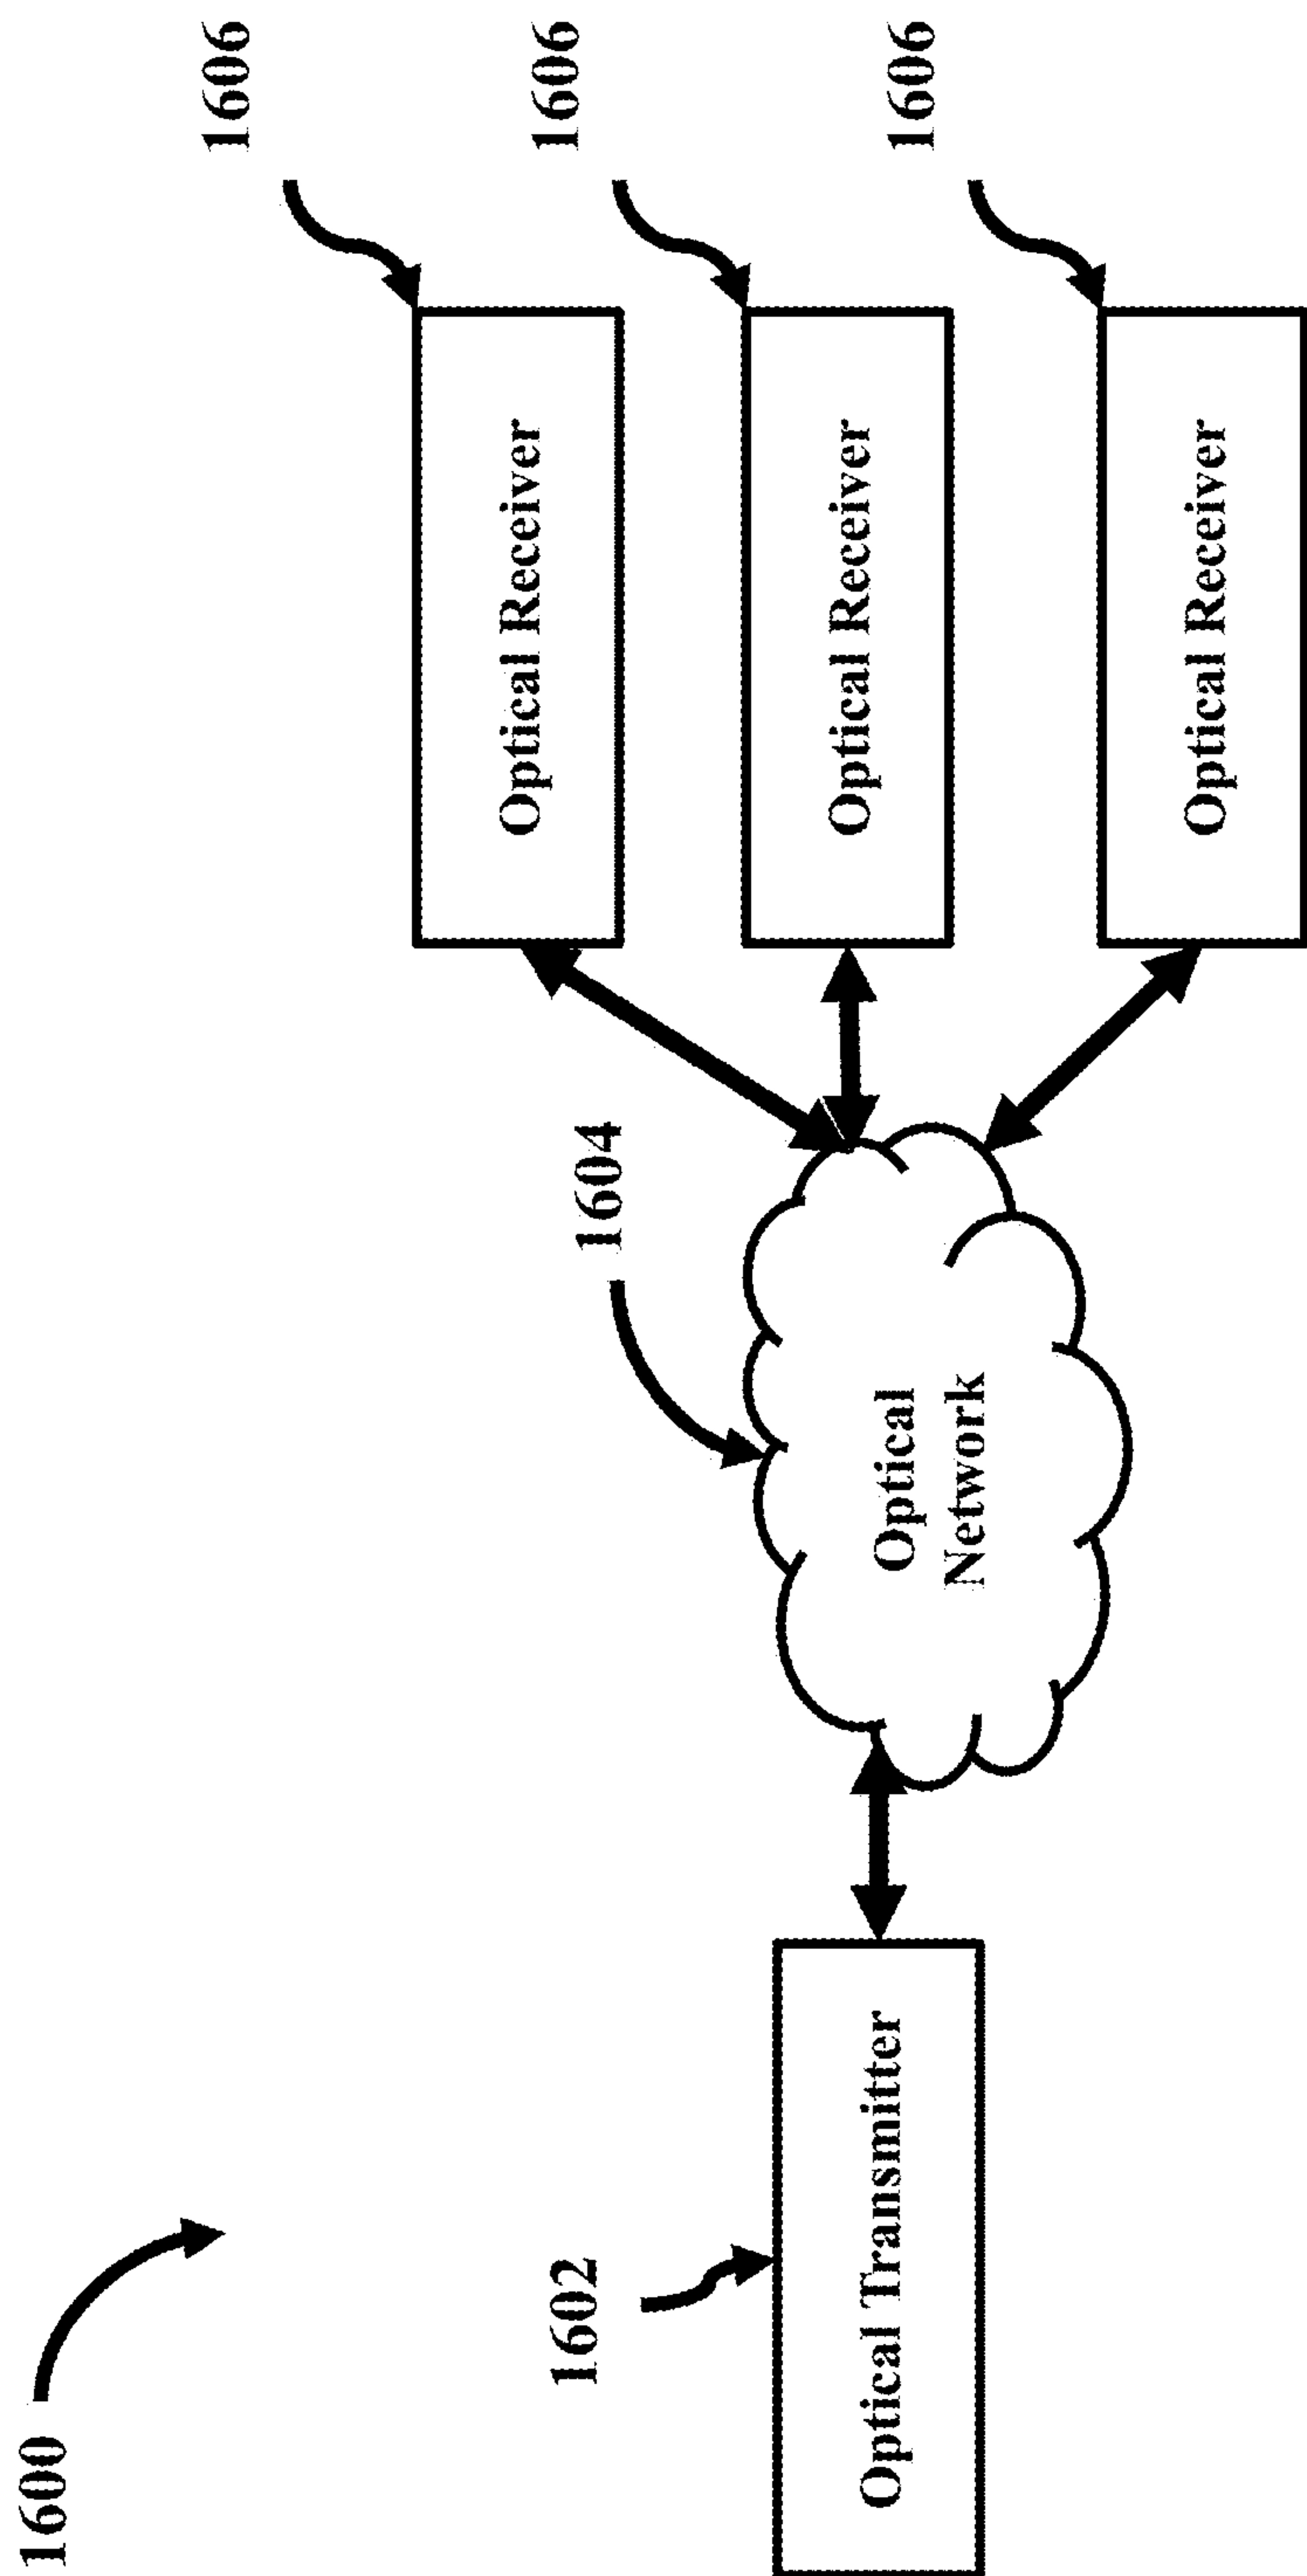 1600
1602
Optical Transmitter
1604
Optical
Network
1606
Optical Receiver
1606
Optical Receiver
1606
Optical Receiver